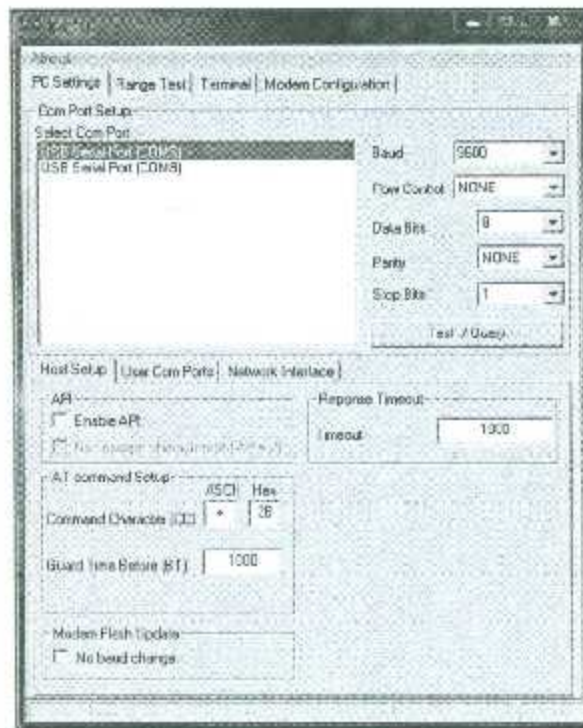 About
PC Settings Range Test Terminal Modem Configuration
Com Port Setup
Select Com Port
USB Serial Port
USB Serial Port
Baud 9600
Flow Control NONE
Data Bits 8
Parity NONE
Stop Bits 1
Test / Query
Host Setup User Com Ports Network Interface
API
Enable API
Response Timeout
Timeout 1000
AT command Setup
ASCII Hex
Command Character (CC) +
Guard Time Before (BT) 1000
Modem Flash Update
No baud change